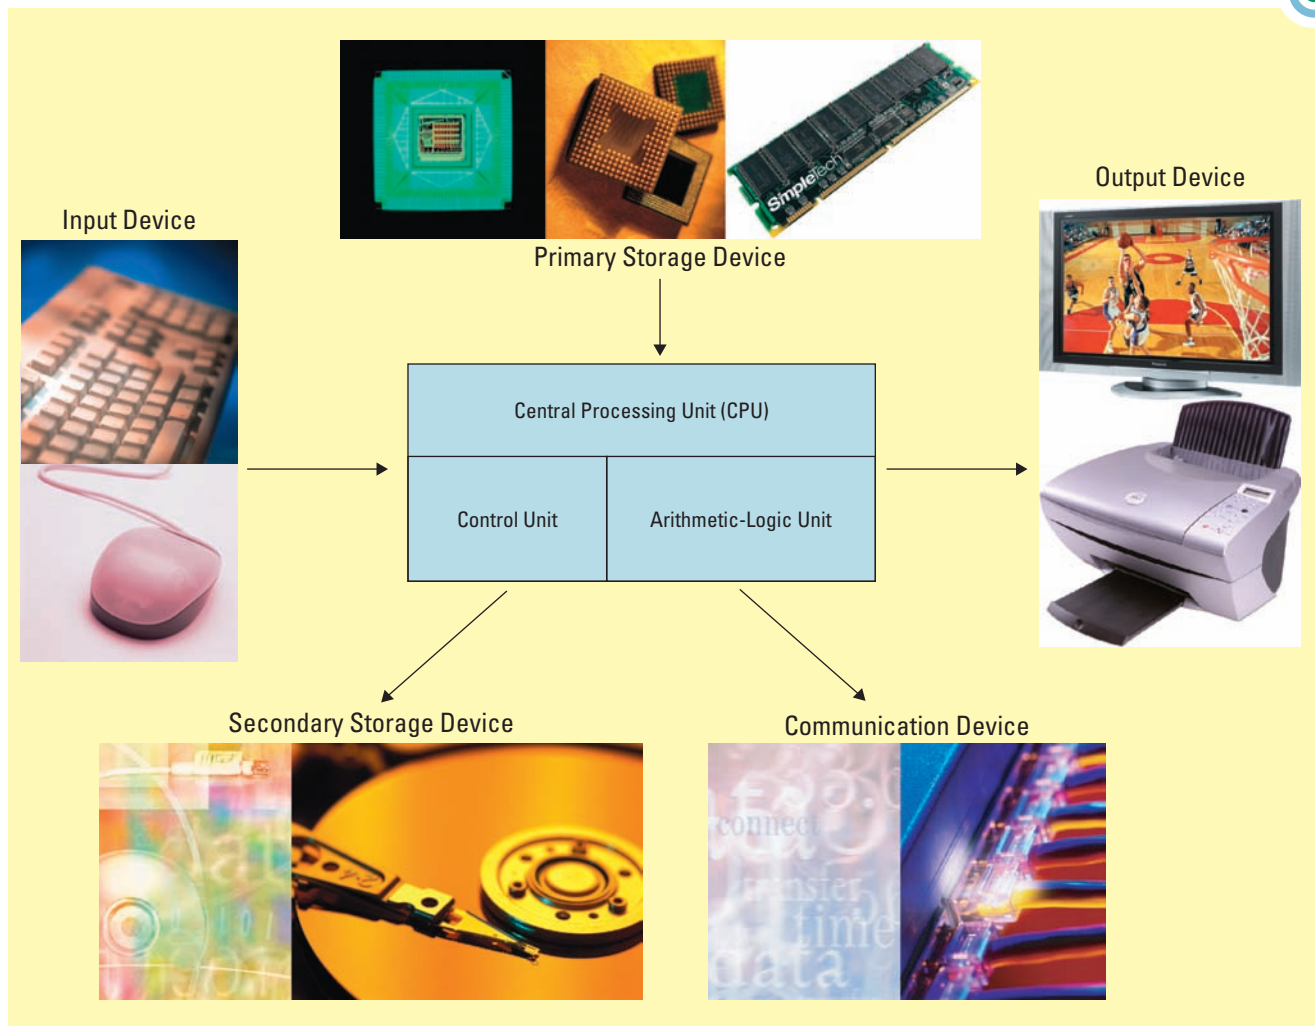 Input Device
SimpleTech
Primary Storage Device
Output Device
Central Processing Unit (CPU)
Control Unit
Arithmetic-Logic Unit
Secondary Storage Device
Communication Device
connect
transfer
time
data